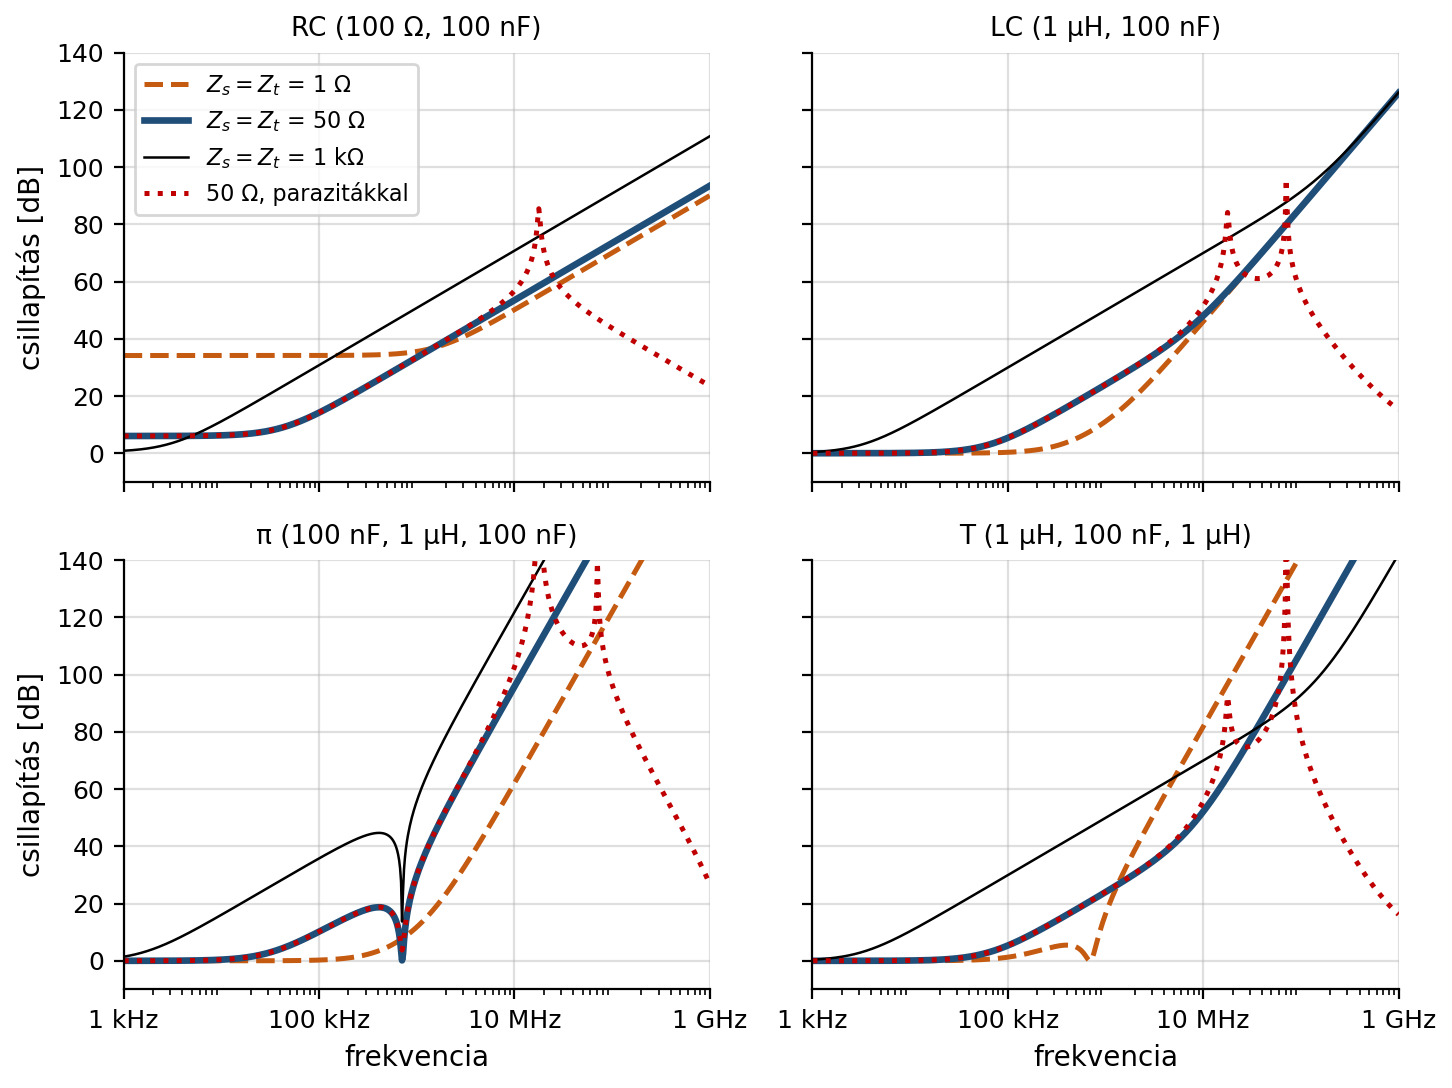 RC (100 Ω, 100 nF)
LC (1 µH, 100 nF)
140
120
100
80
60
40
20
0
csillapítás [dB]
Zs = Zt = 1 Ω
Zs = Zt = 50 Ω
Zs = Zt = 1 kΩ
50 Ω, parazitákkal
π (100 nF, 1 µH, 100 nF)
T (1 µH, 100 nF, 1 µH)
140
120
100
80
60
40
20
0
csillapítás [dB]
1 kHz 100 kHz 10 MHz 1 GHz
1 kHz 100 kHz 10 MHz 1 GHz
frekvencia
frekvencia